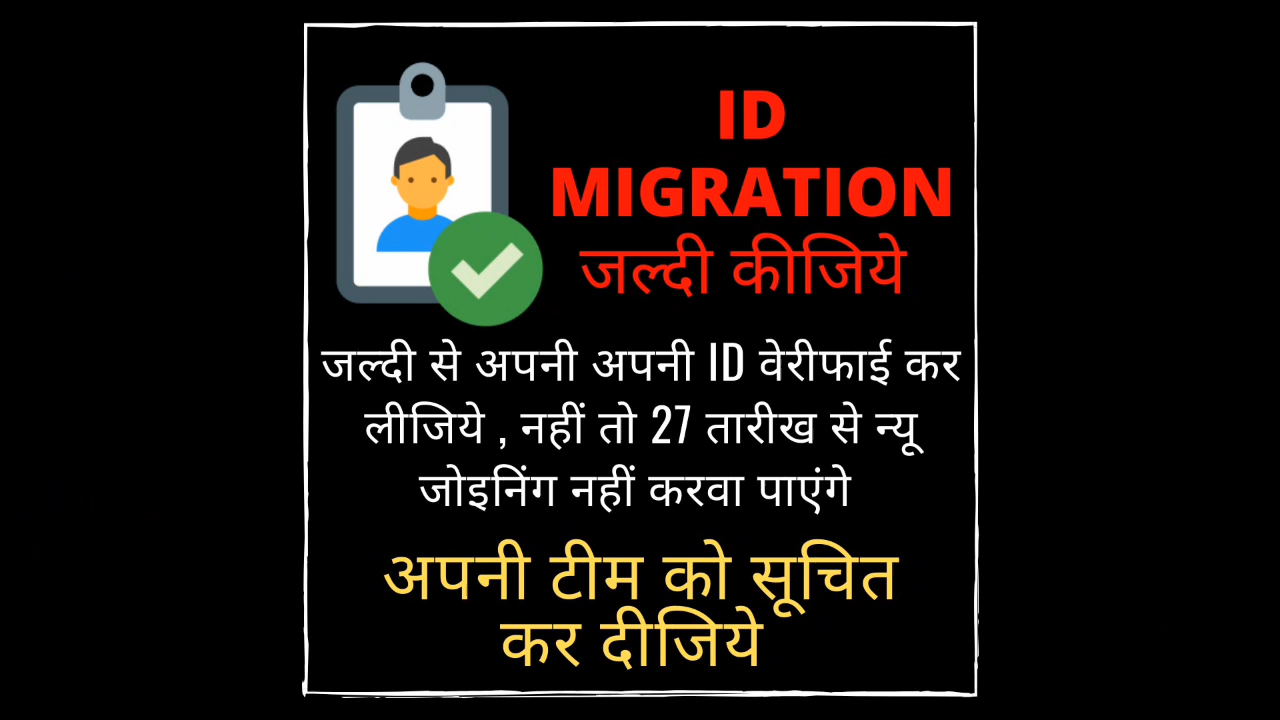 ID
MIGRATION
जल्दी कीजिये
जल्दी से अपनी अपनी ID वेरीफाई कर
लीजिये , नहीं तो 27 तारीख से न्यू
जोइनिंग नहीं करवा पाएंगे
अपनी टीम को सूचित
कर दीजिये